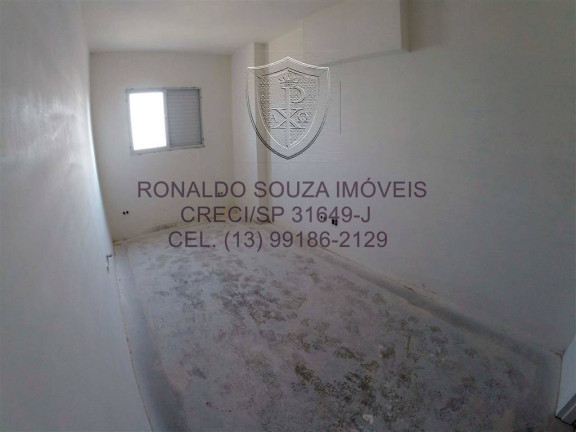 RONALDO SOUZA IMÓVEIS
CRECI/SP 31649-J
CEL. (13) 99186-2129